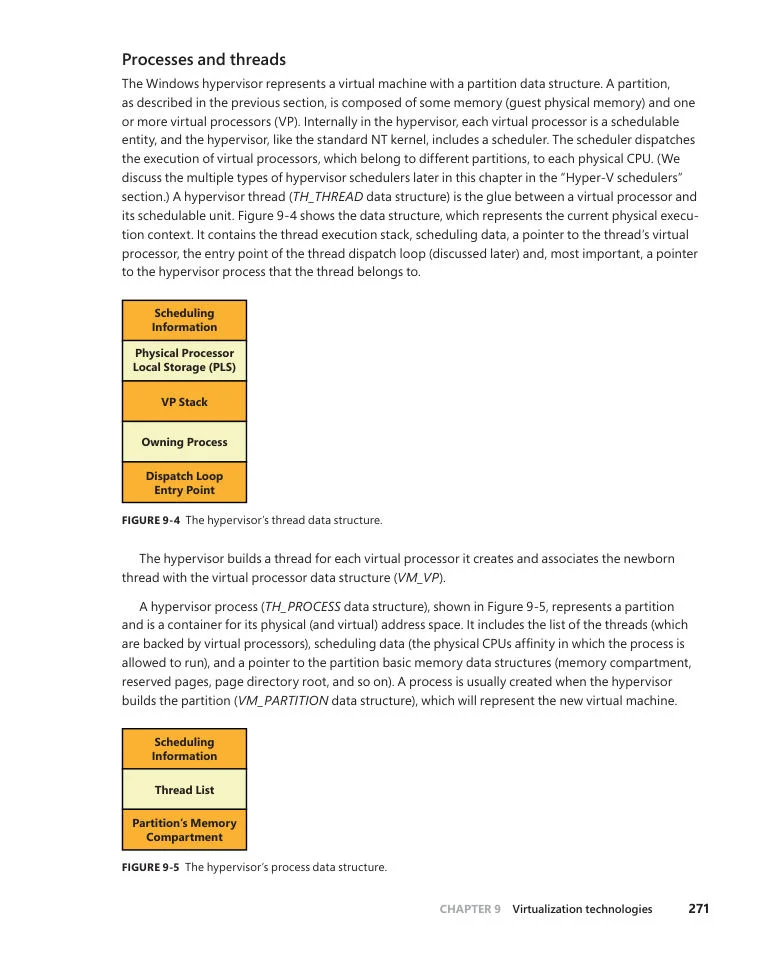 Processes and threads
The Windows hypervisor represents a virtual machine with a partition data structure. A partition,
as described in the previous section, is composed of some memory (guest physical memory) and one
or more virtual processors (VP). Internally in the hypervisor, each virtual processor is a schedulable
entity, and the hypervisor, like the standard NT kernel, includes a scheduler. The scheduler dispatches
the execution of virtual processors, which belong to different partitions, to each physical CPU. (We
discuss the multiple types of hypervisor schedulers later in this chapter in the “Hyper-V schedulers”
section.) A hypervisor thread (TH_THREAD data structure) is the glue between a virtual processor and
its schedulable unit. Figure 9-4 shows the data structure, which represents the current physical execu-
tion context. It contains the thread execution stack, scheduling data, a pointer to the thread’s virtual
processor, the entry point of the thread dispatch loop (discussed later) and, most important, a pointer
to the hypervisor process that the thread belongs to.
Scheduling
Information
Physical Processor
Local Storage (PLS)
VP Stack
Owning Process
Dispatch Loop
Entry Point
FIGURE 9-4 The hypervisor’s thread data structure.
The hypervisor builds a thread for each virtual processor it creates and associates the newborn
thread with the virtual processor data structure (VM_VP).
A hypervisor process (TH_PROCESS data structure), shown in Figure 9-5, represents a partition
and is a container for its physical (and virtual) address space. It includes the list of the threads (which
are backed by virtual processors), scheduling data (the physical CPUs affinity in which the process is
allowed to run), and a pointer to the partition basic memory data structures (memory compartment,
reserved pages, page directory root, and so on). A process is usually created when the hypervisor
builds the partition (VM_PARTITION data structure), which will represent the new virtual machine.
Scheduling
Information
Thread List
Partition’s Memory
Compartment
FIGURE 9-5 The hypervisor’s process data structure.
CHAPTER 9 Virtualization technologies 271